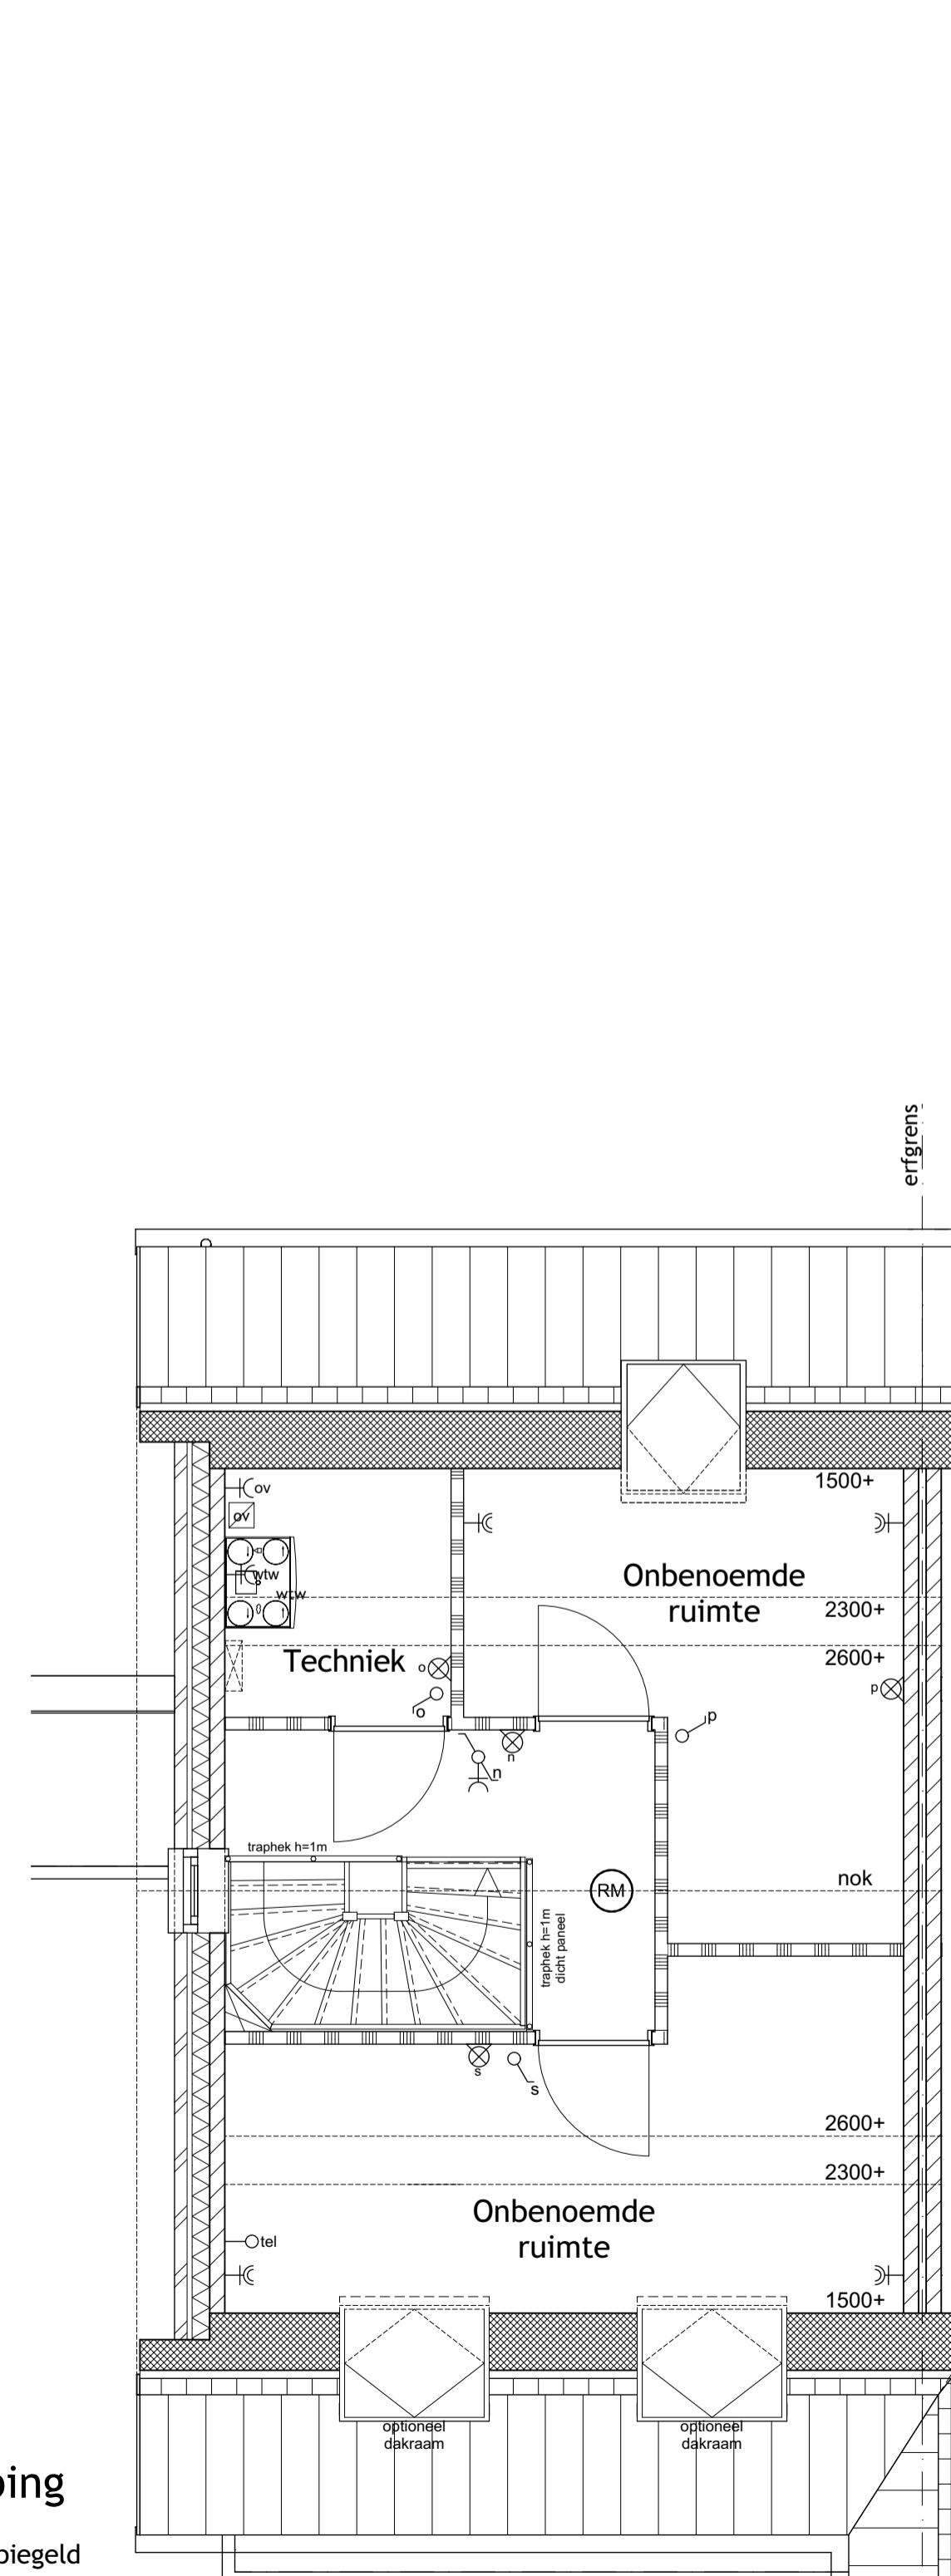 erfgrens
1500+
ov
ov
wtw
wtw
Onbenoemde
ruimte
2300+
2600+
Techniek
o
o
p
p
n
n
traphek h=1m
nok
RM
traphek h=1m
dicht paneel
s
s
2600+
2300+
Onbenoemde
ruimte
tel
1500+
optioneel
dakraam
optioneel
dakraam
ping
piegeld